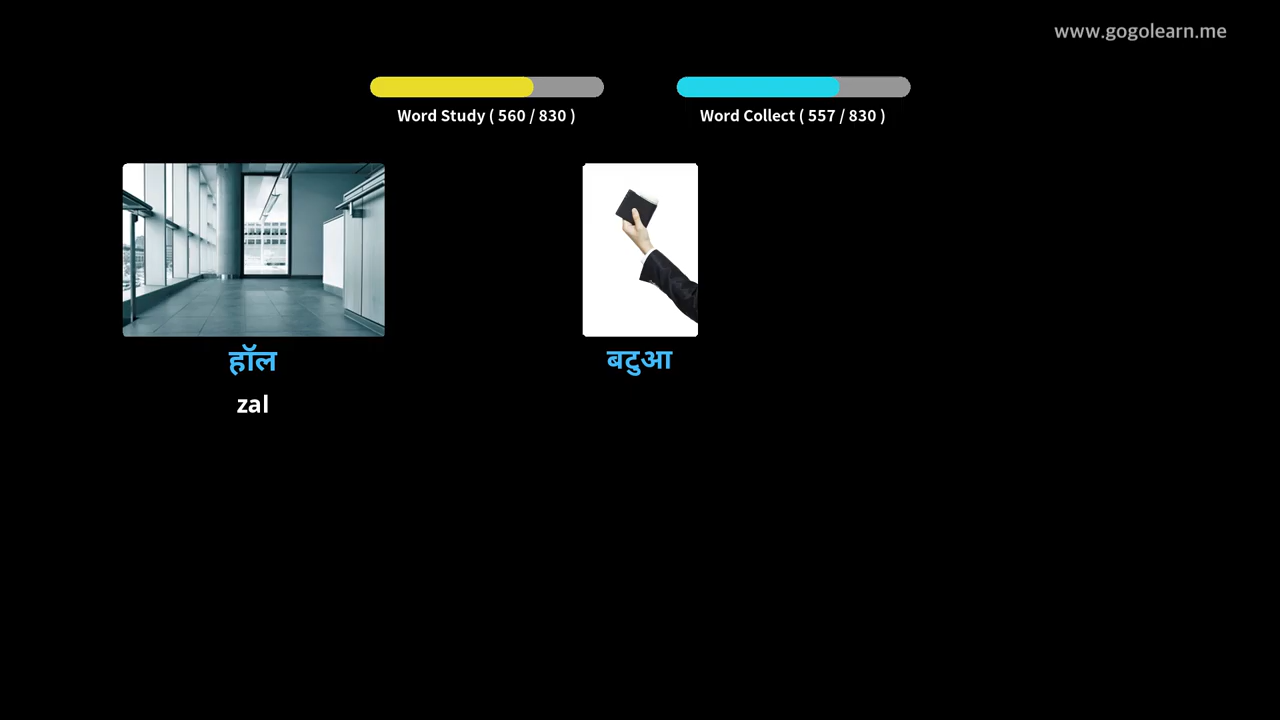 www.gogolearn.me
Word Study ( 560 / 830 )
Word Collect ( 557 / 830 )
हॉल
बटुआ
zal